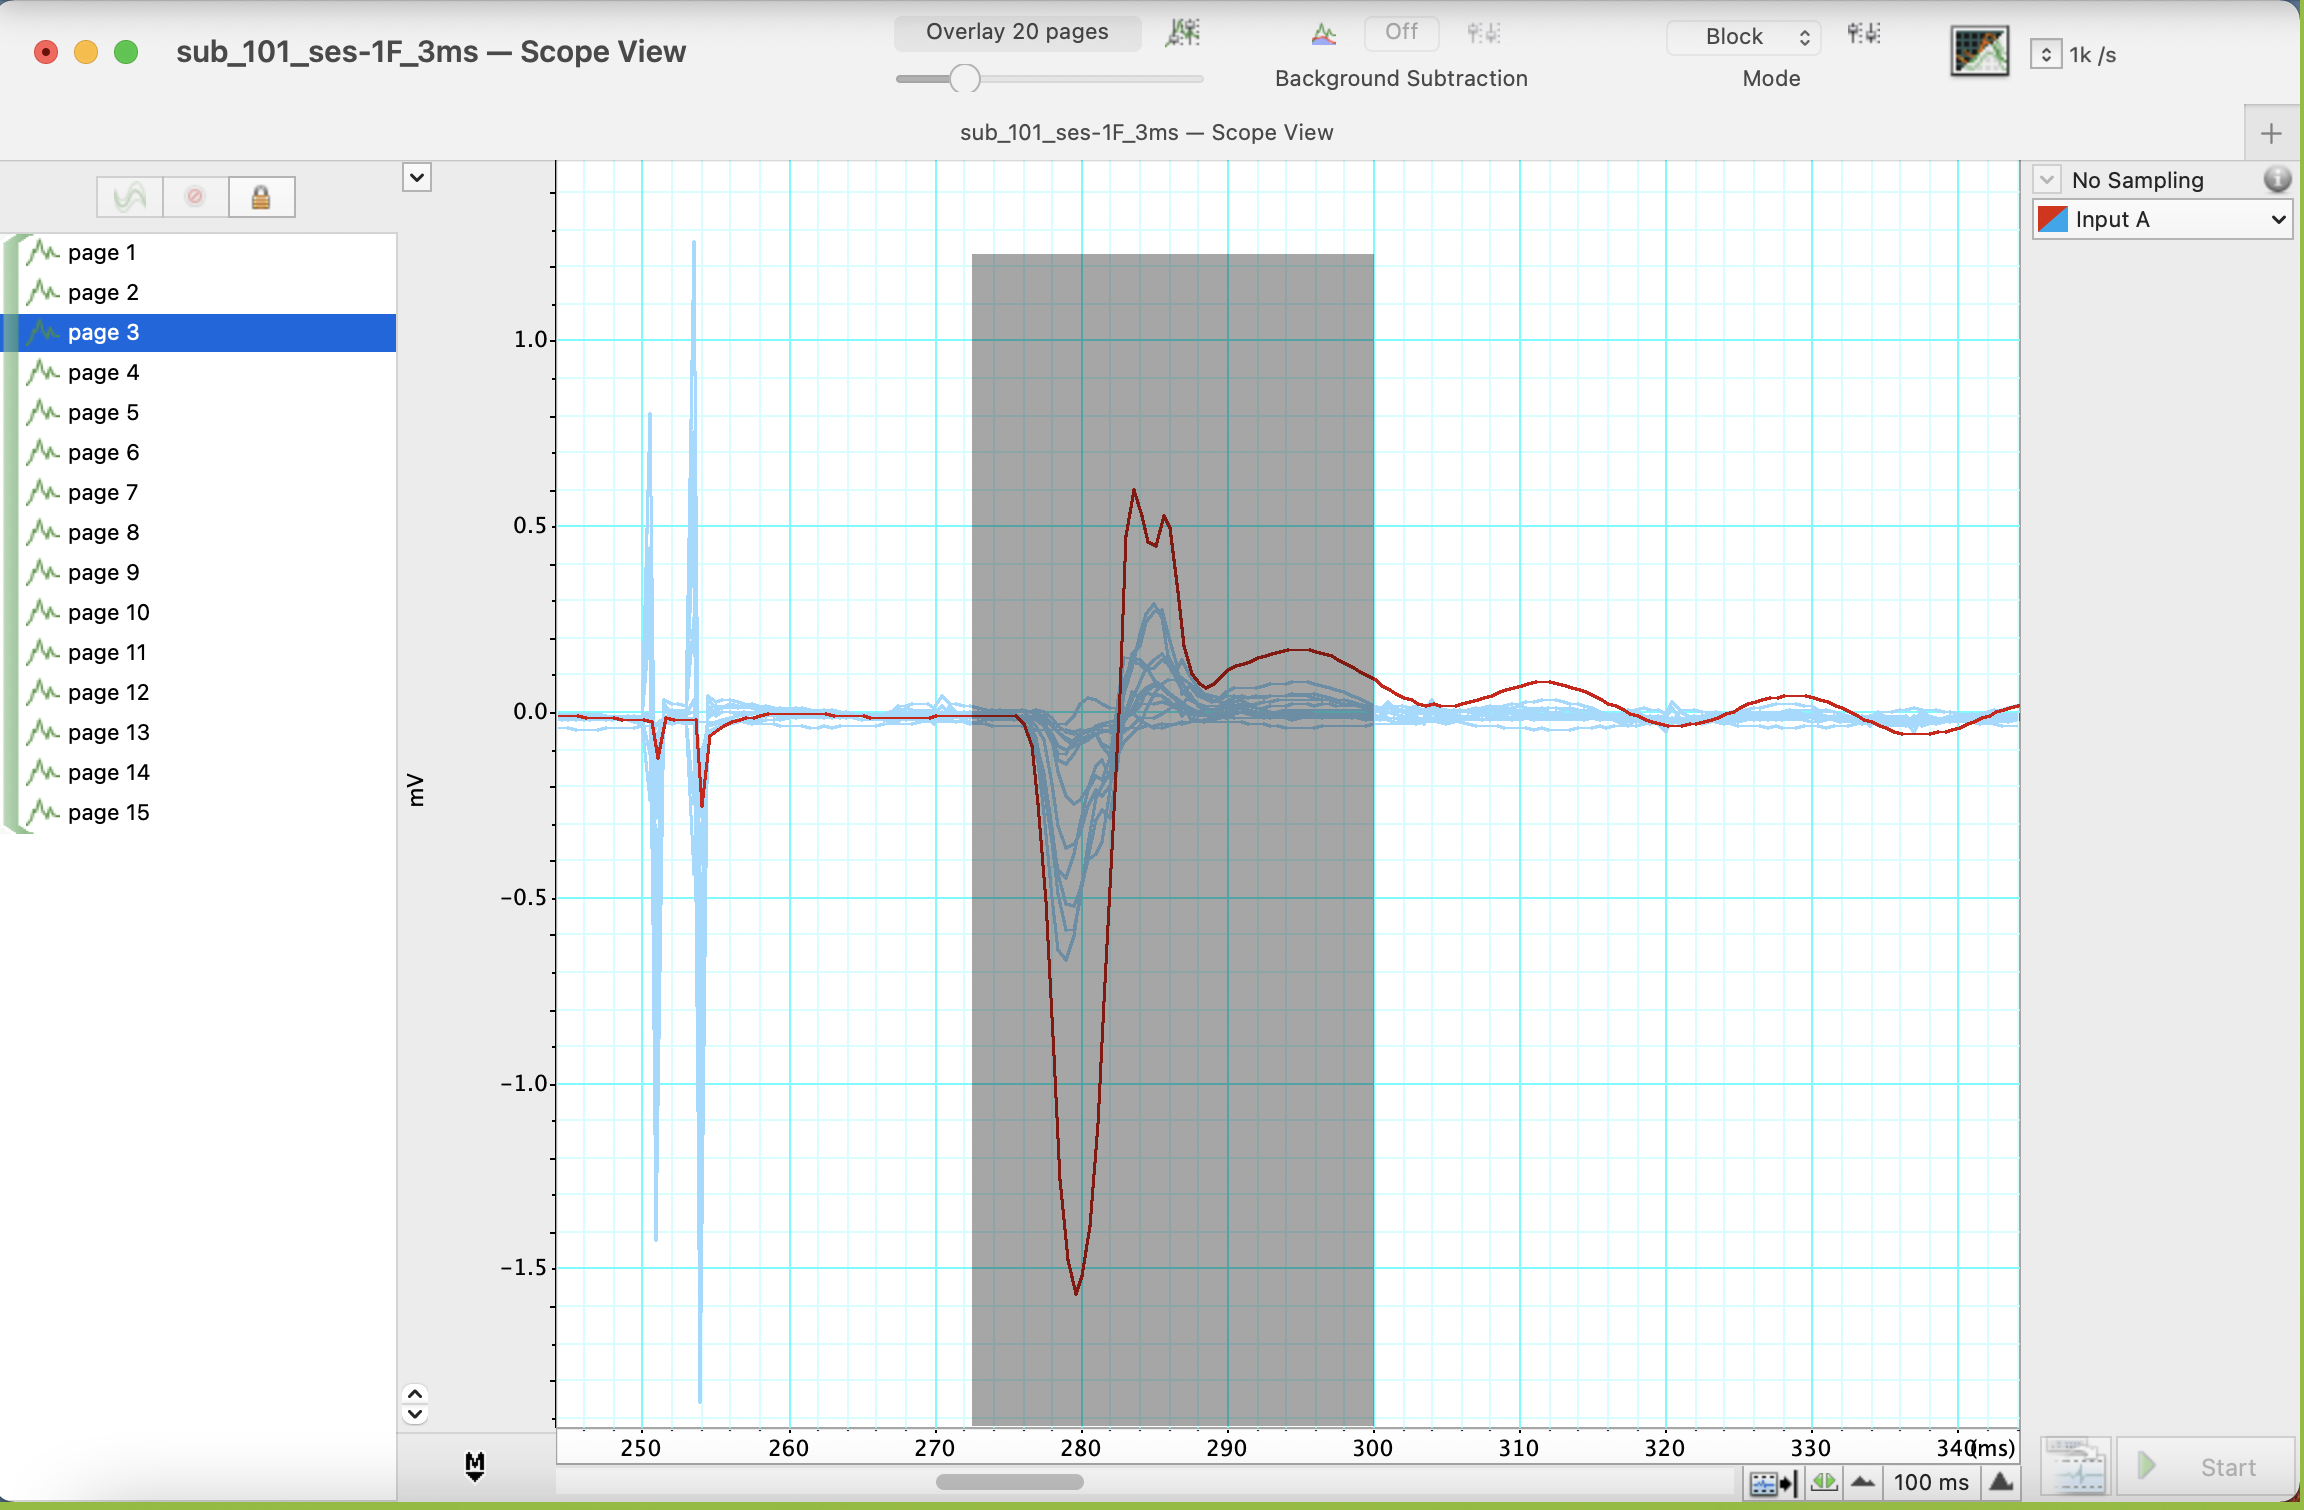 sub_101_ses-1F_3ms — Scope View
Overlay 20 pages
Off
Background Subtraction
Block
Mode
1k /s
sub_101_ses-1F_3ms — Scope View
page 1
page 2
page 3
page 4
page 5
page 6
page 7
page 8
page 9
page 10
page 11
page 12
page 13
page 14
page 15
mV
1.0
0.5
0.0
−0.5
−1.0
−1.5
No Sampling
Input A
M
250 260 270 280 290 300 310 320 330 340 (ms)
100 ms
Start